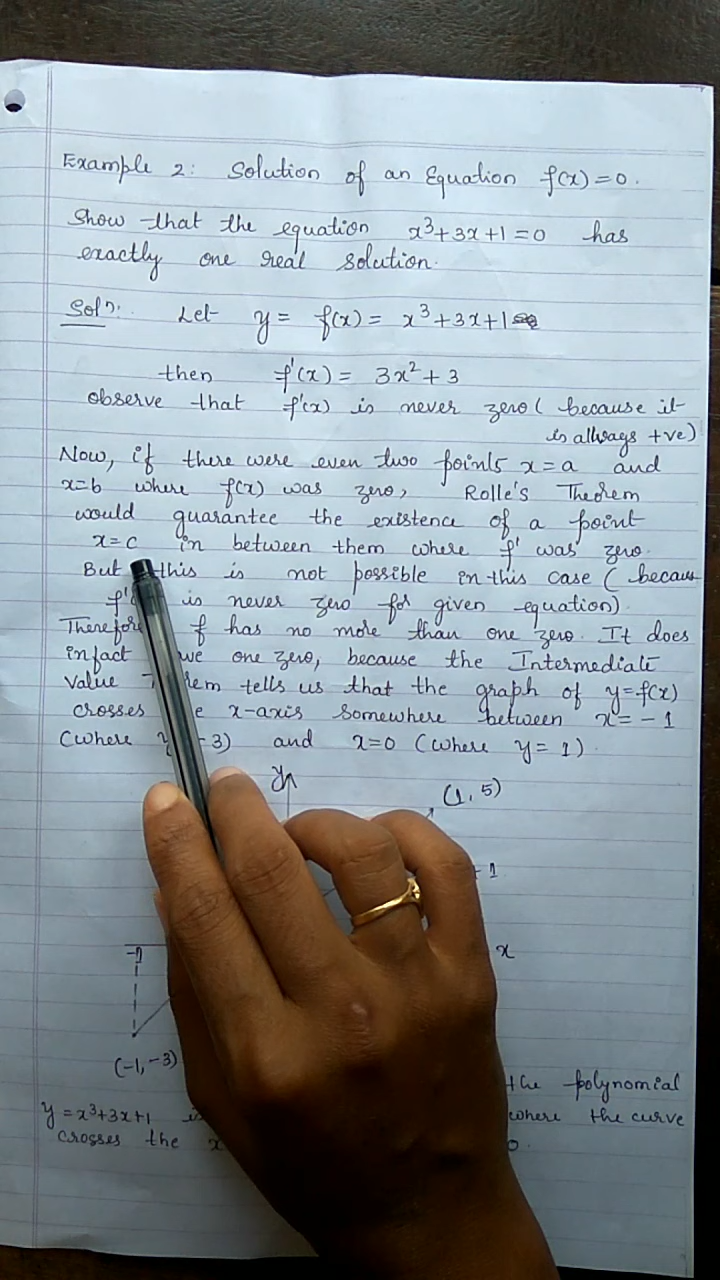 Example 2: Solution of an Equation f(x)=0.
Show that the equation x³+3x+1=0 has
exactly one real solution.
Solⁿ: Let y = f(x) = x³+3x+1
then f'(x) = 3x²+3
observe that f'(x) is never zero ( because it
is always +ve)
Now, if there were even two points x=a and
x=b where f(x) was zero, Rolle's Theorem
would guarantee the existence of a point
x=c in between them where f' was zero.
But this is not possible in this case ( becaus
is never zero for given equation).
f has no more than one zero. It does
infact one zero, because the Intermediate
Value tells us that the graph of y=f(x)
crosses x-axis somewhere between x=-1
(where -3) and x=0 (where y=1).
y
(1, 5)
1
-1 x
(-1, -3)
the polynomial
y = x³+3x+1 where the curve
crosses the